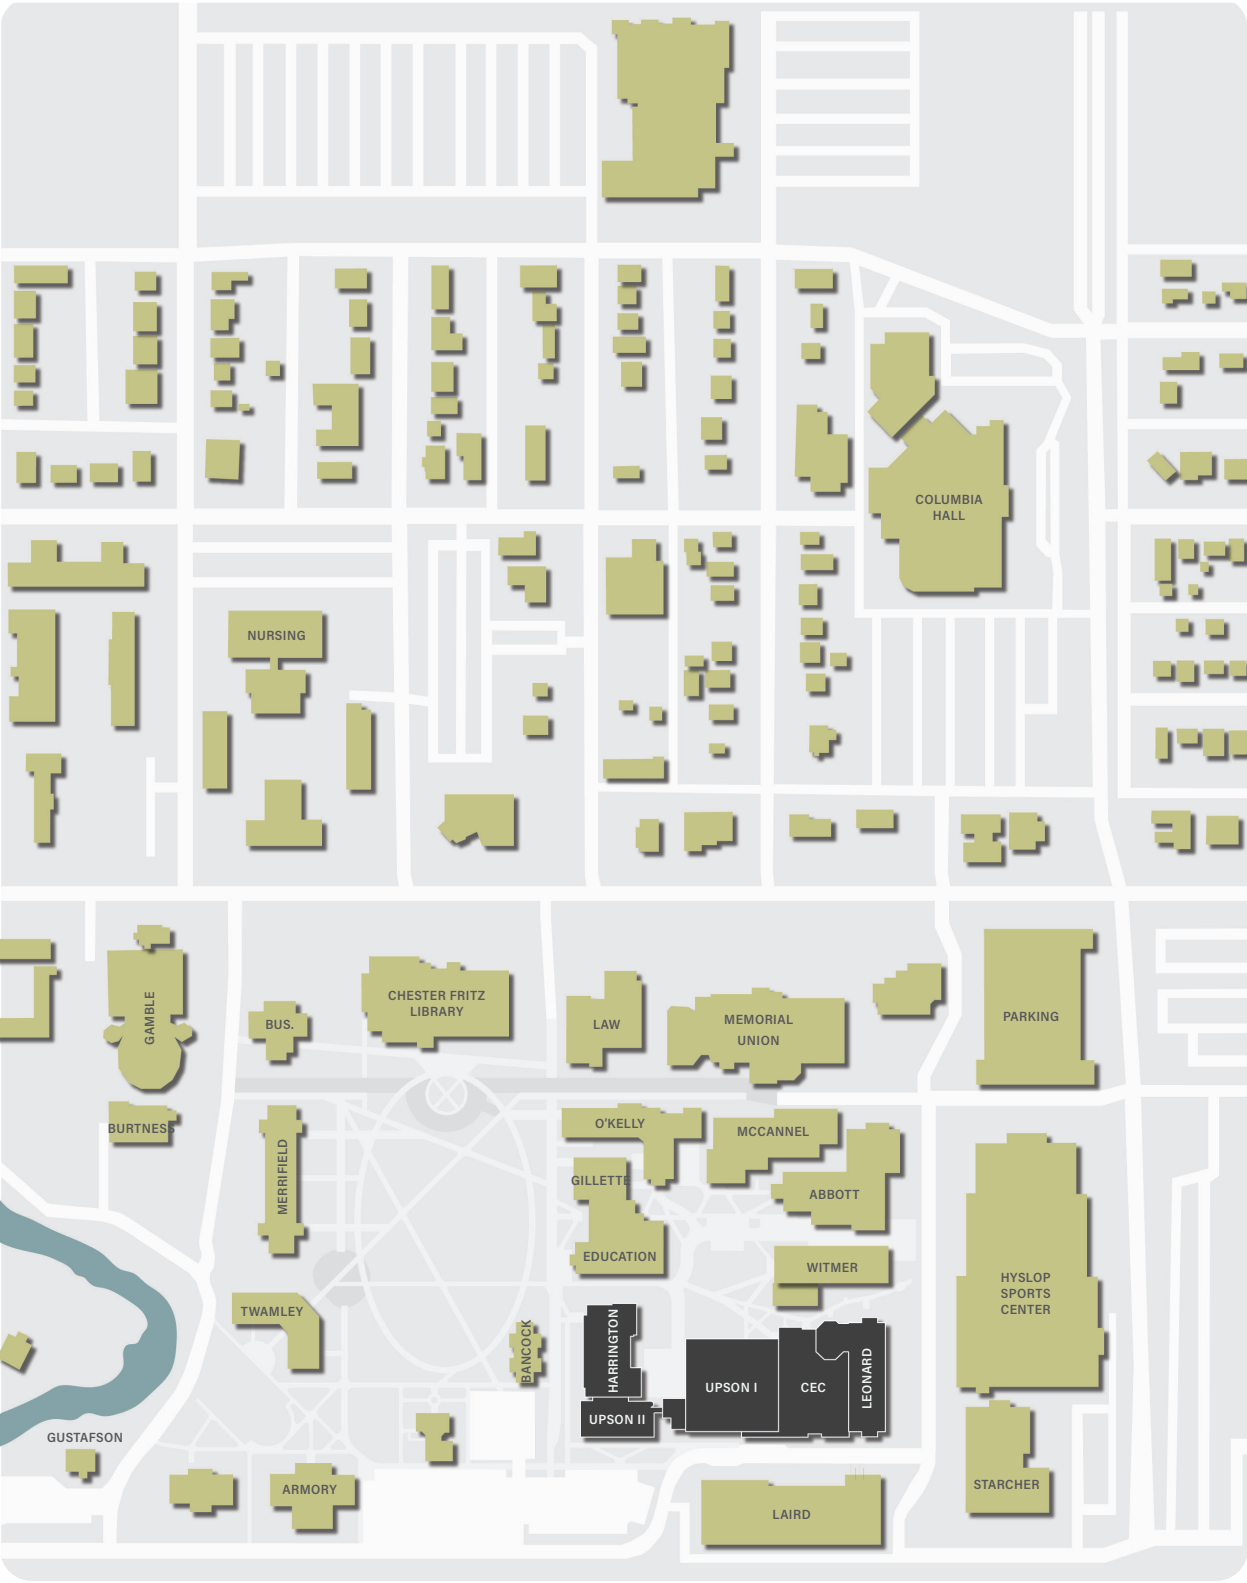 COLUMBIA
HALL
NURSING
CHESTER FRITZ
LIBRARY
GAMBLE
BUS.
LAW
MEMORIAL
UNION
PARKING
BURTNESS
O'KELLY
MCCANNEL
MERRIFIELD
GILLETTE
ABBOTT
EDUCATION
WITMER
HYSLOP
SPORTS
CENTER
TWAMLEY
BANCOCK
HARRINGTON
UPSON I
CEC
LEONARD
UPSON II
GUSTAFSON
ARMORY
STARCHER
LAIRD